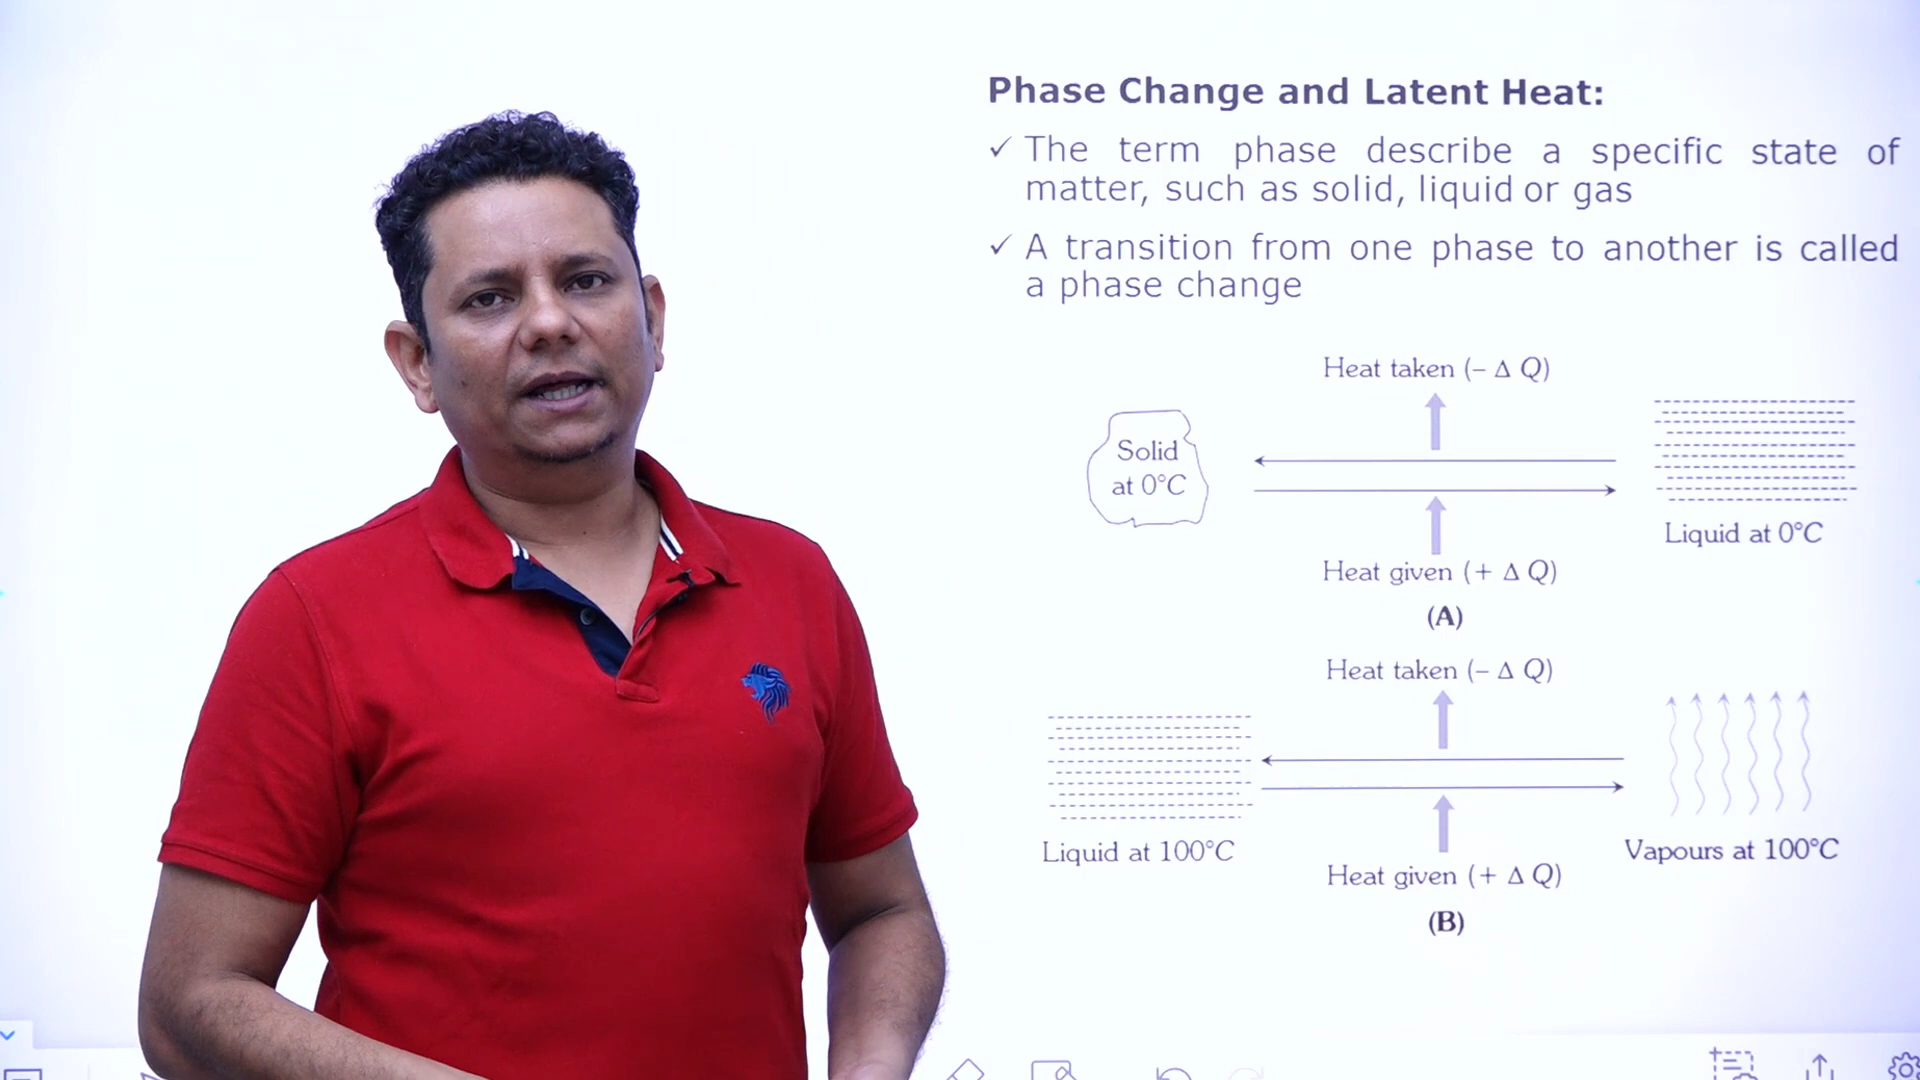 Phase Change and Latent Heat:
✓ The term phase describe a specific state of
matter, such as solid, liquid or gas
✓ A transition from one phase to another is called
a phase change
Heat taken (– Δ Q)
Solid
at 0°C
Liquid at 0°C
Heat given (+ Δ Q)
(A)
Heat taken (– Δ Q)
Liquid at 100°C
Vapours at 100°C
Heat given (+ Δ Q)
(B)